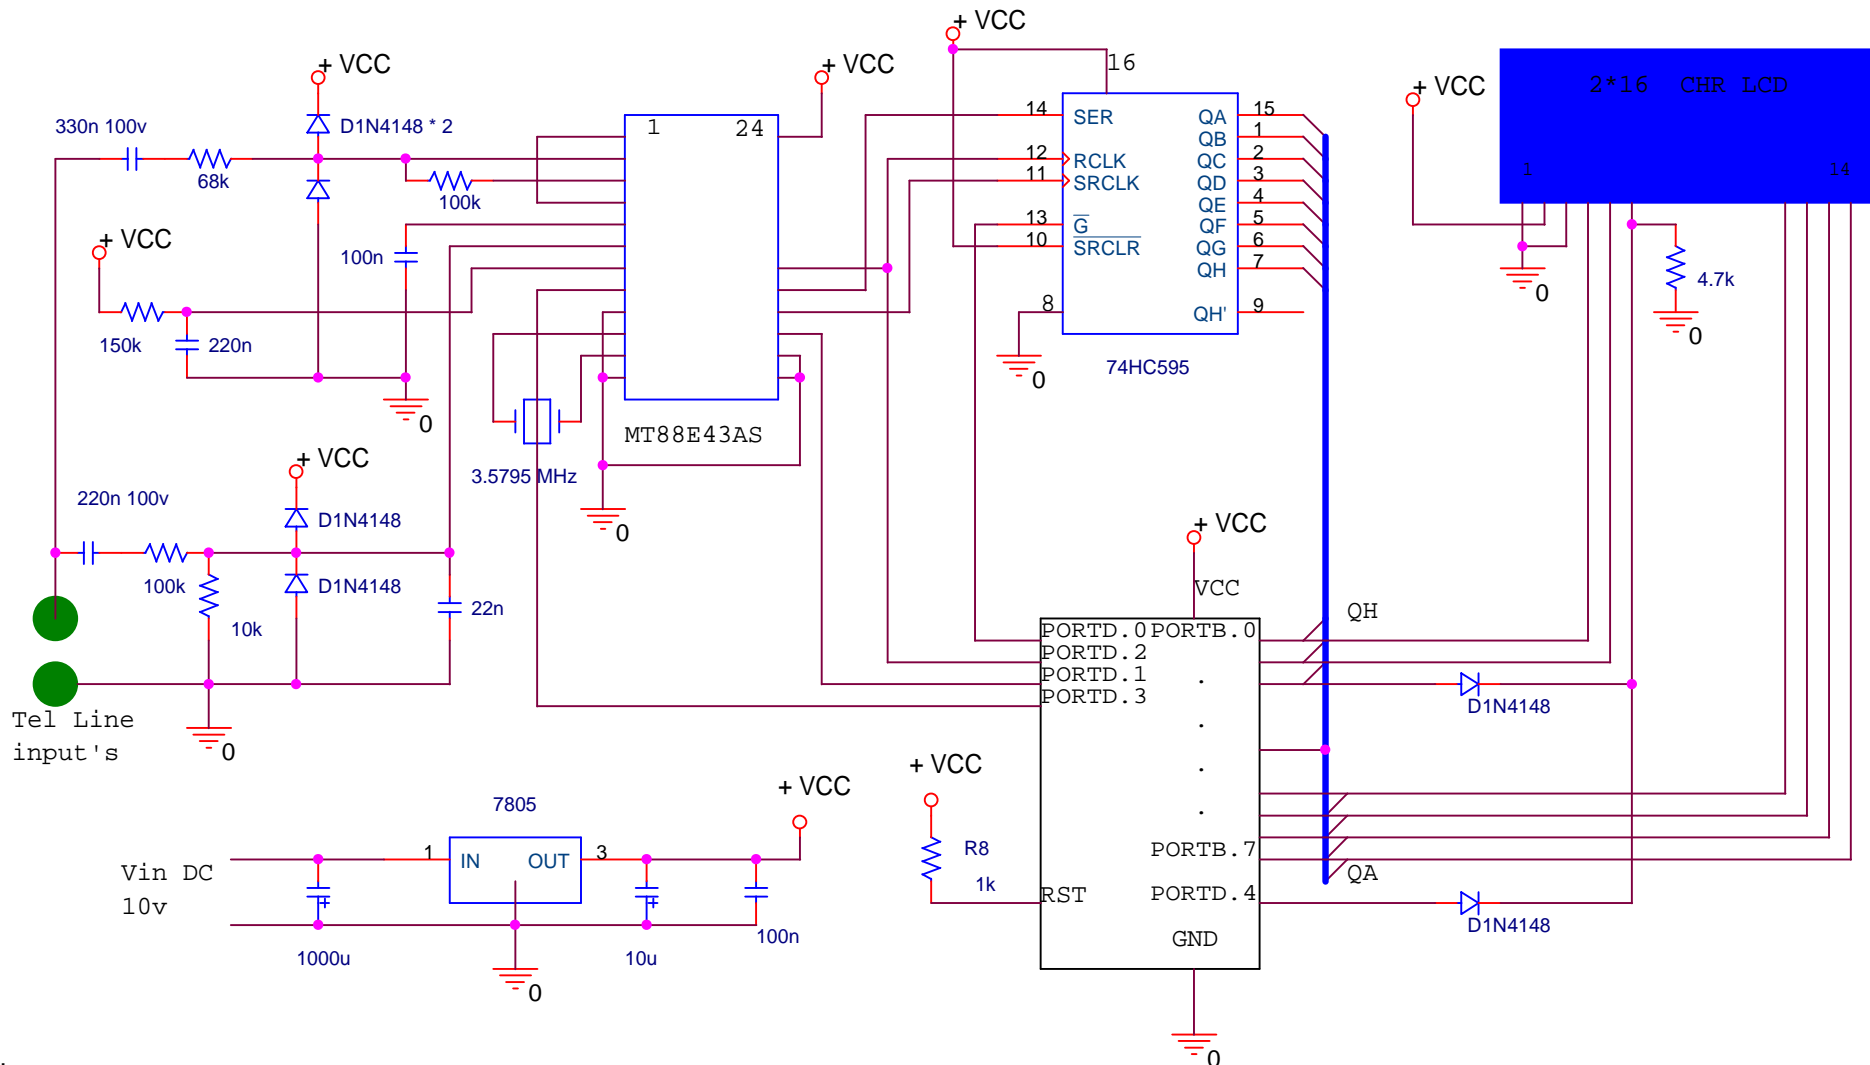 + VCC
16
+ VCC
+ VCC
2*16 CHR LCD
+ VCC
330n 100v
D1N4148 * 2
1
24
14
SER
QA
15
QB
1
12
RCLK
QC
2
11
SRCLK
QD
3
QE
4
13
G
QF
5
10
SRCLR
QG
6
QH
7
8
QH'
9
74HC595
0
1
14
0
4.7k
0
68k
100k
+ VCC
100n
150k
220n
0
MT88E43AS
3.5795 MHz
0
+ VCC
220n 100v
D1N4148
100k
D1N4148
10k
22n
Tel Line
input's
0
+ VCC
VCC
QH
PORTD.0
PORTB.0
PORTD.2
PORTD.1
.
PORTD.3
.
.
.
D1N4148
+ VCC
R8
1k
PORTB.7
QA
RST
PORTD.4
D1N4148
GND
0
7805
+ VCC
1
IN
OUT
3
Vin DC
10v
1000u
10u
100n
0
.